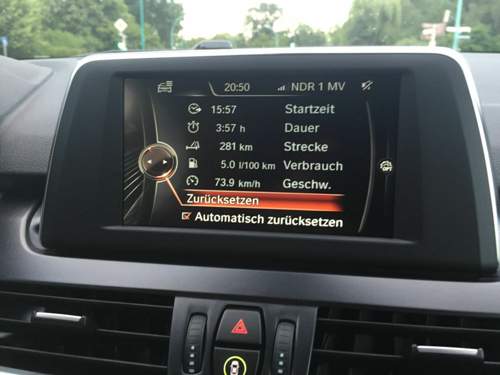 20:50 NDR 1 MV
15:57 Startzeit
3:57 h Dauer
281 km Strecke
5.0 l/100 km Verbrauch
73.9 km/h Geschw.
Zurücksetzen
Automatisch zurücksetzen